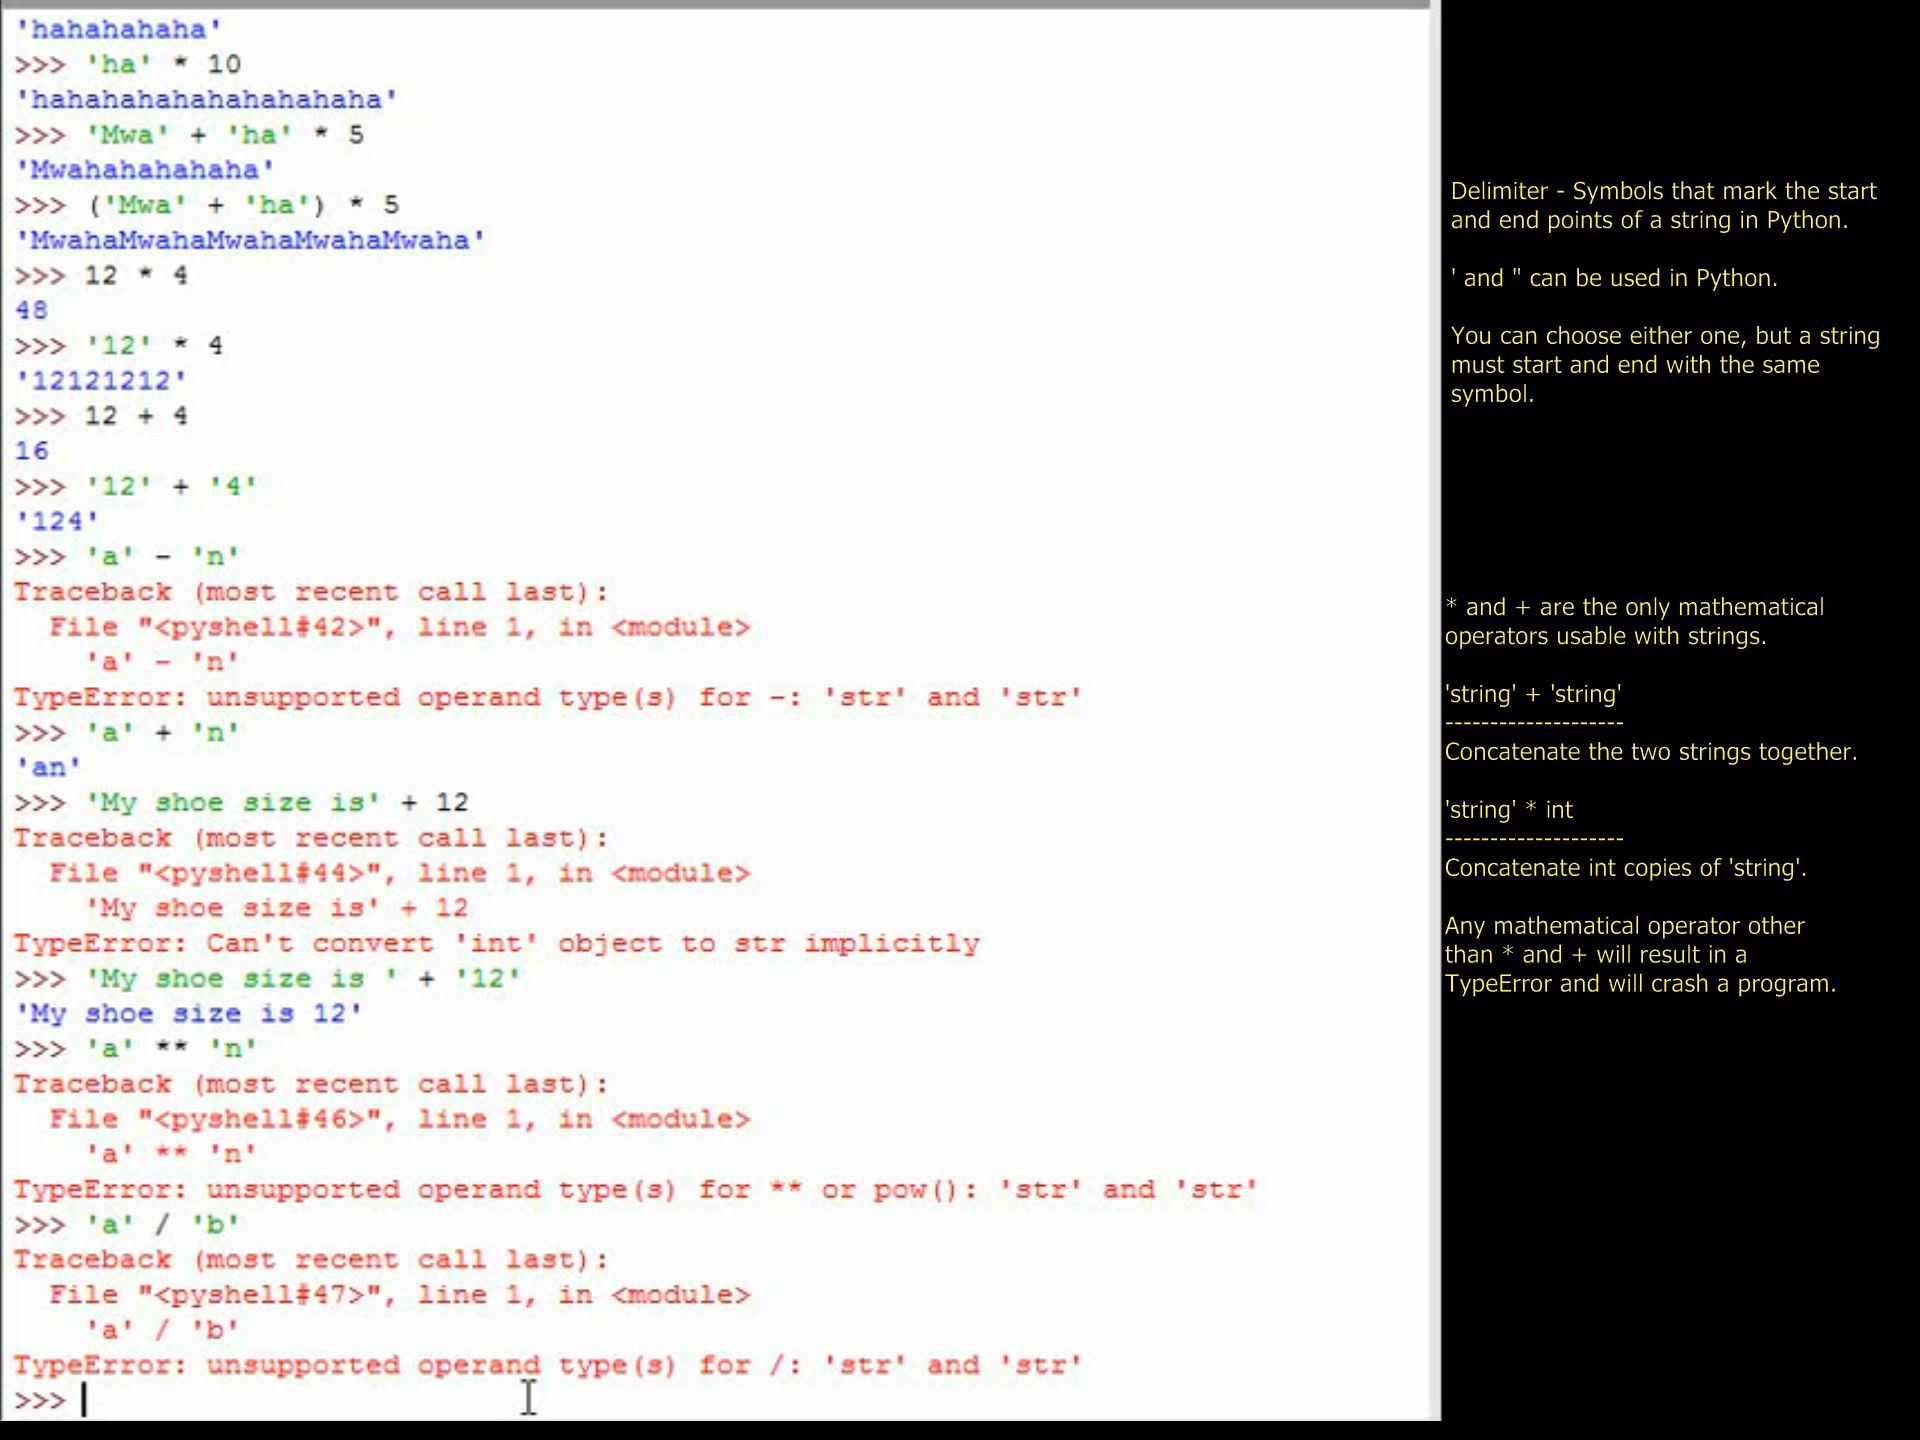 'hahahahaha'
>>> 'ha' * 10
'hahahahahahahahahaha'
>>> 'Mwa' + 'ha' * 5
'Mwahahahahaha'
>>> ('Mwa' + 'ha') * 5
'MwahaMwahaMwahaMwahaMwaha'
>>> 12 * 4
48
>>> '12' * 4
'12121212'
>>> 12 + 4
16
>>> '12' + '4'
'124'
>>> 'a' - 'n'
Traceback (most recent call last):
  File "<pyshell#42>", line 1, in <module>
    'a' - 'n'
TypeError: unsupported operand type(s) for -: 'str' and 'str'
>>> 'a' + 'n'
'an'
>>> 'My shoe size is' + 12
Traceback (most recent call last):
  File "<pyshell#44>", line 1, in <module>
    'My shoe size is' + 12
TypeError: Can't convert 'int' object to str implicitly
>>> 'My shoe size is ' + '12'
'My shoe size is 12'
>>> 'a' ** 'n'
Traceback (most recent call last):
  File "<pyshell#46>", line 1, in <module>
    'a' ** 'n'
TypeError: unsupported operand type(s) for ** or pow(): 'str' and 'str'
>>> 'a' / 'b'
Traceback (most recent call last):
  File "<pyshell#47>", line 1, in <module>
    'a' / 'b'
TypeError: unsupported operand type(s) for /: 'str' and 'str'
>>>
Delimiter - Symbols that mark the start
and end points of a string in Python.
' and " can be used in Python.
You can choose either one, but a string
must start and end with the same
symbol.
* and + are the only mathematical
operators usable with strings.
'string' + 'string'
--------------------
Concatenate the two strings together.
'string' * int
--------------------
Concatenate int copies of 'string'.
Any mathematical operator other
than * and + will result in a
TypeError and will crash a program.